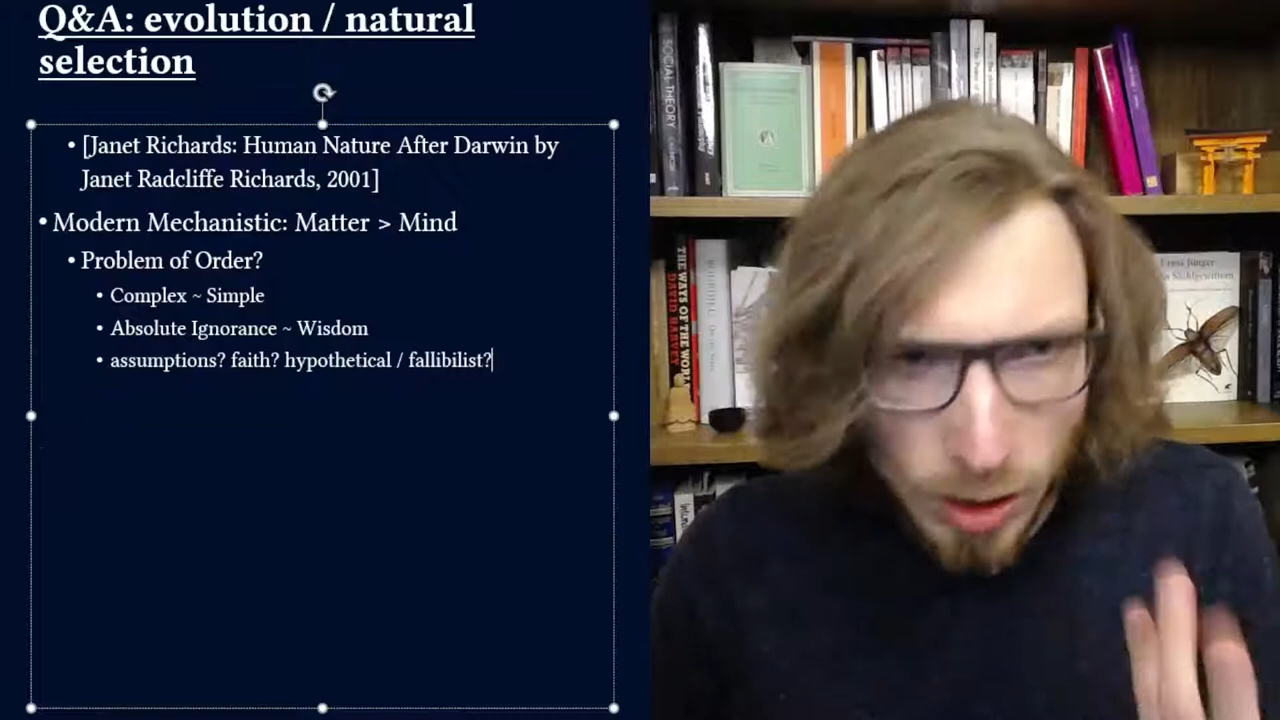 Q&A: evolution / natural
selection
• [Janet Richards: Human Nature After Darwin by
Janet Radcliffe Richards, 2001]
• Modern Mechanistic: Matter > Mind
• Problem of Order?
• Complex ~ Simple
• Absolute Ignorance ~ Wisdom
• assumptions? faith? hypothetical / fallibilist?
SOCIAL THEORY
THE WAYS OF THE WORLD
DAVID HARVEY
Ernst Jünger